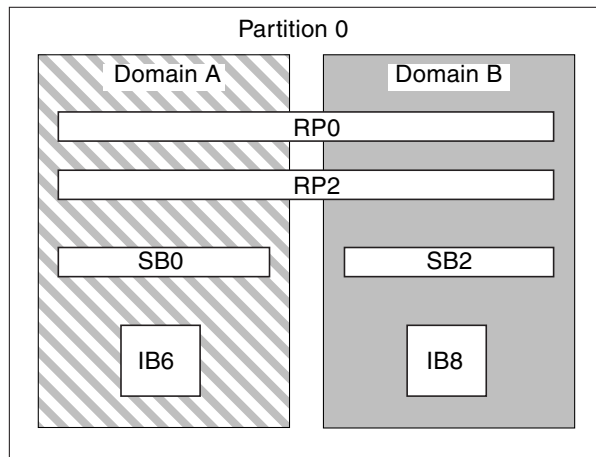 Partition 0
Domain A
Domain B
RP0
RP2
SB0
SB2
IB6
IB8